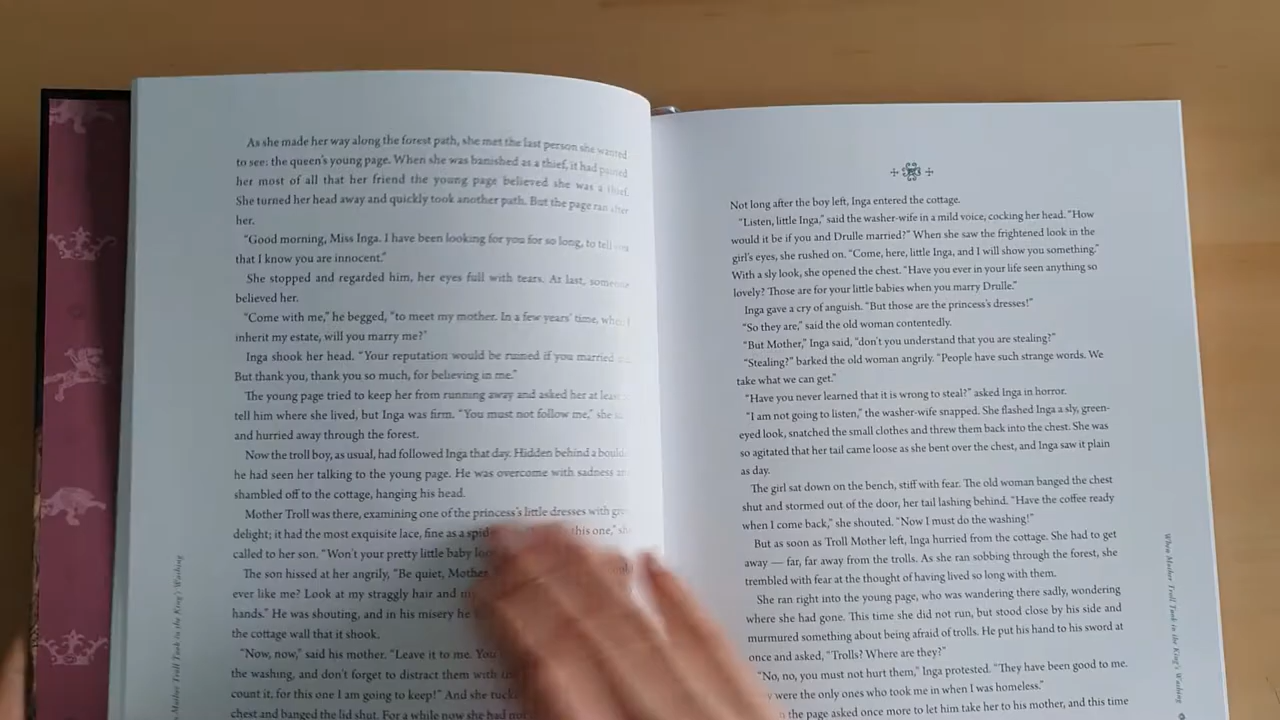 As she made her way along the forest path, she met the last person she wanted
to see: the queen's young page. When she was banished as a thief, it had pained
her most of all that her friend the young page believed she was a thief.
She turned her head away and quickly took another path. But the page ran after
her.
"Good morning, Miss Inga. I have been looking for you for so long, to tell you
that I know you are innocent."
She stopped and regarded him, her eyes full with tears. At last, someone
believed her.
"Come with me," he begged, "to meet my mother. In a few years' time, when I
inherit my estate, will you marry me?"
Inga shook her head. "Your reputation would be ruined if you married
But thank you, thank you so much, for believing in me."
The young page tried to keep her from running away and asked her at least
tell him where she lived, but Inga was firm. "You must not follow me," she
and hurried away through the forest.
Now the troll boy, as usual, had followed Inga that day. Hidden behind a
he had seen her talking to the young page. He was overcome with sadness
shambled off to the cottage, hanging his head.
Mother Troll was there, examining one of the princess's little dresses with
delight; it had the most exquisite lace, fine as a this one," she
called to her son. "Won't your pretty little baby
The son hissed at her angrily, "Be quiet, Mother
ever like me? Look at my straggly hair and
hands." He was shouting, and in his misery he
the cottage wall that it shook.
"Now, now," said his mother. "Leave it to me. You
the washing, and don't forget to distract them with
count it, for this one I am going to keep!" And she
chest and banged the lid shut. For a while now she had
When Mother Troll Took in the King's Washing
Not long after the boy left, Inga entered the cottage.
"Listen, little Inga," said the washer-wife in a mild voice, cocking her head. "How
would it be if you and Drulle married?" When she saw the frightened look in the
girl's eyes, she rushed on. "Come, here, little Inga, and I will show you something."
With a sly look, she opened the chest. "Have you ever in your life seen anything so
lovely? Those are for your little babies when you marry Drulle."
Inga gave a cry of anguish. "But those are the princess's dresses!"
"So they are," said the old woman contentedly.
"But Mother," Inga said, "don't you understand that you are stealing?"
"Stealing?" barked the old woman angrily. "People have such strange words. We
take what we can get."
"Have you never learned that it is wrong to steal?" asked Inga in horror.
"I am not going to listen," the washer-wife snapped. She flashed Inga a sly, green-
eyed look, snatched the small clothes and threw them back into the chest. She was
so agitated that her tail came loose as she bent over the chest, and Inga saw it plain
as day.
The girl sat down on the bench, stiff with fear. The old woman banged the chest
shut and stormed out of the door, her tail lashing behind. "Have the coffee ready
when I come back," she shouted. "Now I must do the washing!"
But as soon as Troll Mother left, Inga hurried from the cottage. She had to get
away — far, far away from the trolls. As she ran sobbing through the forest, she
trembled with fear at the thought of having lived so long with them.
She ran right into the young page, who was wandering there sadly, wondering
where she had gone. This time she did not run, but stood close by his side and
murmured something about being afraid of trolls. He put his hand to his sword at
once and asked, "Trolls? Where are they?"
"No, no, you must not hurt them," Inga protested. "They have been good to me.
were the only ones who took me in when I was homeless."
the page asked once more to let him take her to his mother, and this time
When Mother Troll Took in the King's Washing